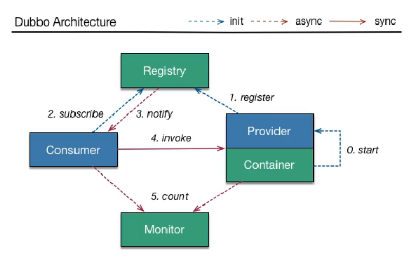 Dubbo Architecture
init
async
sync
Registry
1. register
2. subscribe
3. notify
Provider
4. invoke
Consumer
0. start
Container
5. count
Monitor